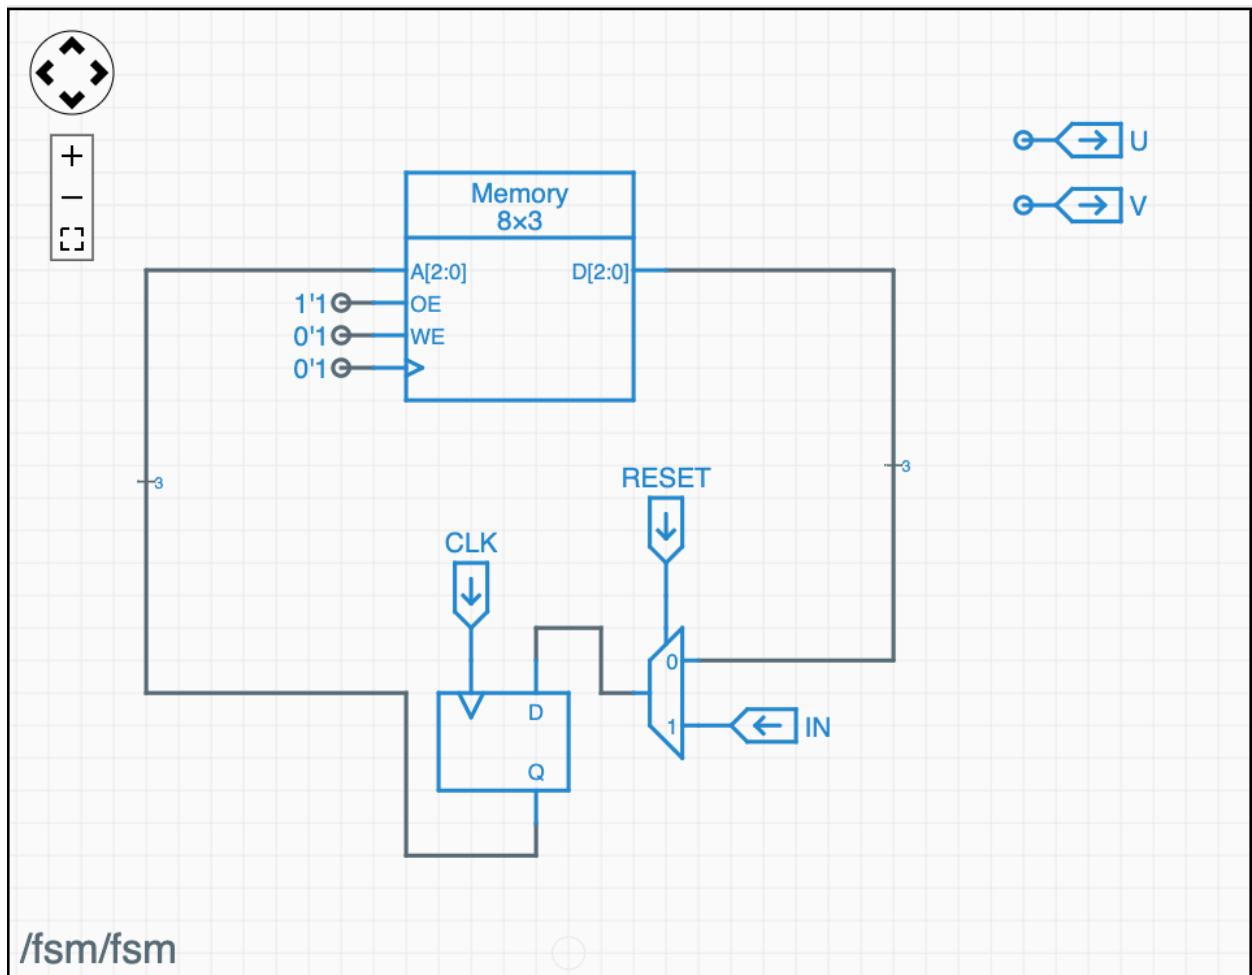 +
−
U
V
Memory
8×3
A[2:0] D[2:0]
1'1 OE
0'1 WE
0'1
3
3
RESET
CLK
0
D
1
IN
Q
/fsm/fsm